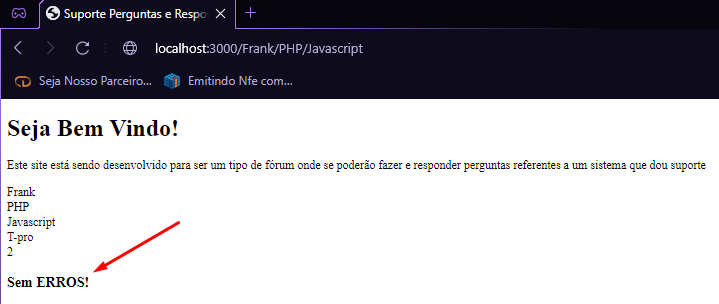 Suporte Perguntas e Respo
localhost:3000/Frank/PHP/Javascript
Seja Nosso Parceiro... Emitindo Nfe com...
Seja Bem Vindo!
Este site está sendo desenvolvido para ser um tipo de fórum onde se poderão fazer e responder perguntas referentes a um sistema que dou suporte
Frank
PHP
Javascript
T-pro
2
Sem ERROS!